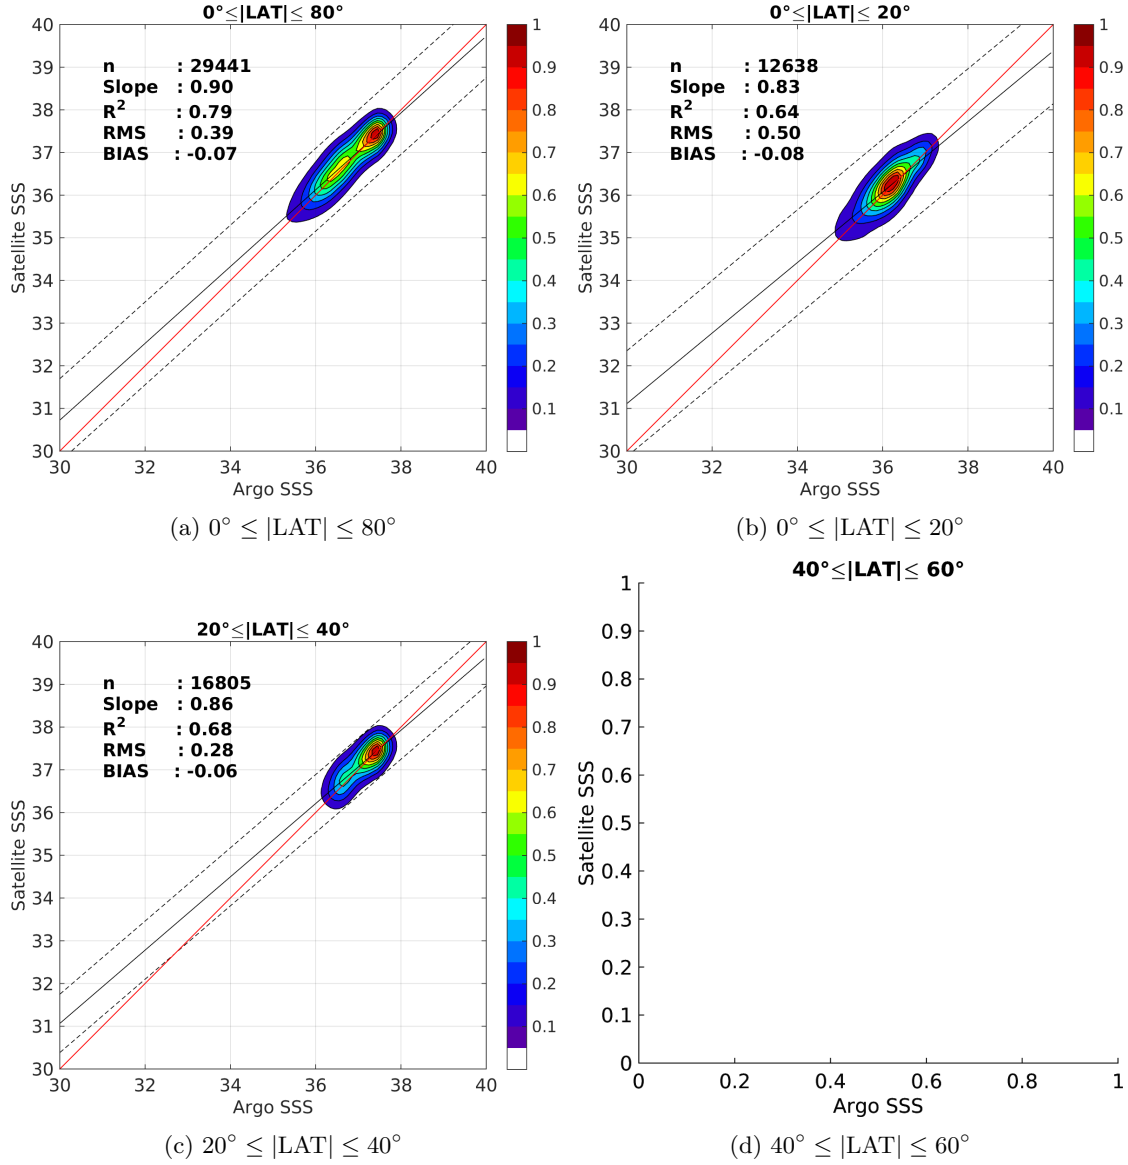 0°≤|LAT|≤ 80°
n : 29441
Slope : 0.90
R2 : 0.79
RMS : 0.39
BIAS : -0.07
40
39
38
37
36
35
34
33
32
31
30
30 32 34 36 38 40
Satellite SSS
Argo SSS
1
0.9
0.8
0.7
0.6
0.5
0.4
0.3
0.2
0.1
(a) 0° ≤ |LAT| ≤ 80°
0°≤|LAT|≤ 20°
n : 12638
Slope : 0.83
R2 : 0.64
RMS : 0.50
BIAS : -0.08
40
39
38
37
36
35
34
33
32
31
30
30 32 34 36 38 40
Satellite SSS
Argo SSS
1
0.9
0.8
0.7
0.6
0.5
0.4
0.3
0.2
0.1
(b) 0° ≤ |LAT| ≤ 20°
20°≤|LAT|≤ 40°
n : 16805
Slope : 0.86
R2 : 0.68
RMS : 0.28
BIAS : -0.06
40
39
38
37
36
35
34
33
32
31
30
30 32 34 36 38 40
Satellite SSS
Argo SSS
1
0.9
0.8
0.7
0.6
0.5
0.4
0.3
0.2
0.1
(c) 20° ≤ |LAT| ≤ 40°
40°≤|LAT|≤ 60°
1
0.9
0.8
0.7
0.6
0.5
0.4
0.3
0.2
0.1
0
0 0.2 0.4 0.6 0.8 1
Satellite SSS
Argo SSS
(d) 40° ≤ |LAT| ≤ 60°